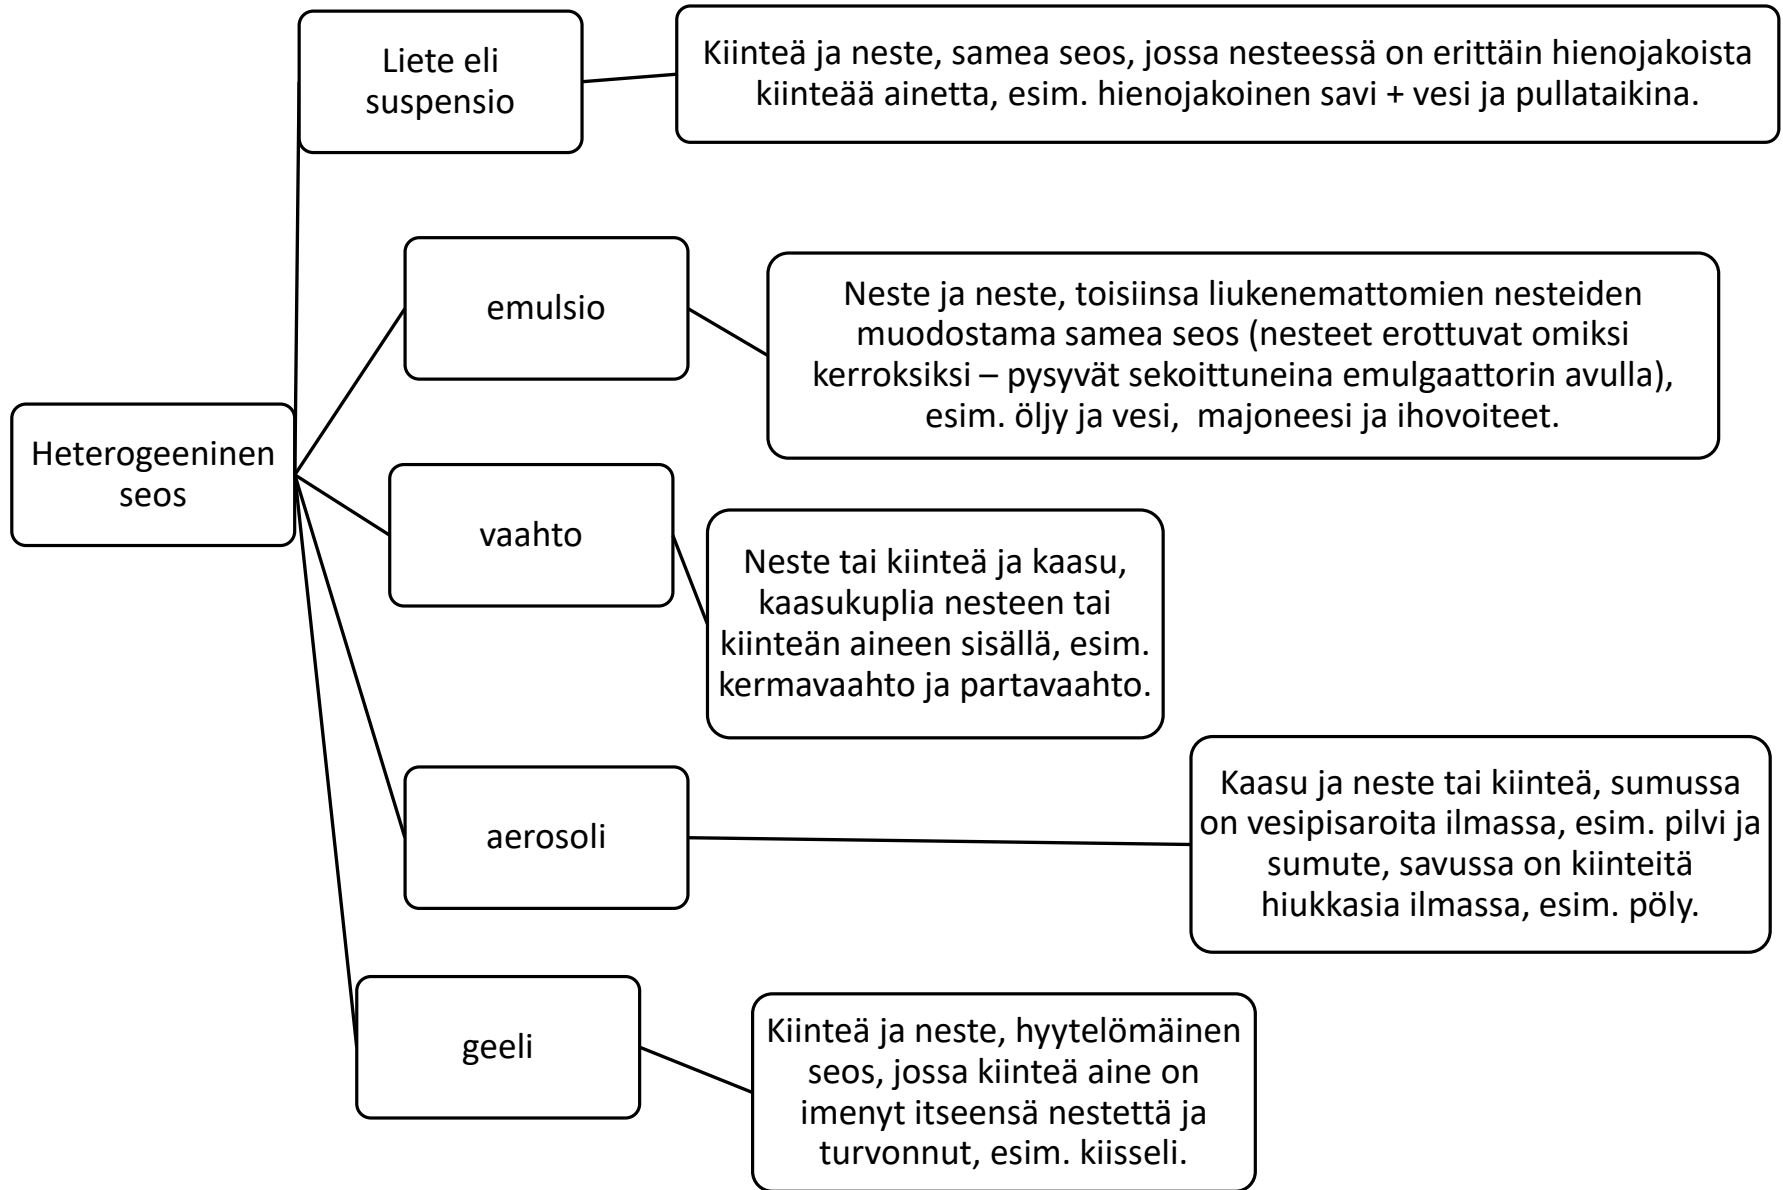 Liete eli
suspensio
Kiinteä ja neste, samea seos, jossa nesteessä on erittäin hienojakoista
kiinteää ainetta, esim. hienojakoinen savi + vesi ja pullataikina.
emulsio
Neste ja neste, toisiinsa liukenemattomien nesteiden
muodostama samea seos (nesteet erottuvat omiksi
kerroksiksi – pysyvät sekoittuneina emulgaattorin avulla),
esim. öljy ja vesi, majoneesi ja ihovoiteet.
Heterogeeninen
seos
vaahto
Neste tai kiinteä ja kaasu,
kaasukuplia nesteen tai
kiinteän aineen sisällä, esim.
kermavaahto ja partavaahto.
aerosoli
Kaasu ja neste tai kiinteä, sumussa
on vesipisaroita ilmassa, esim. pilvi ja
sumute, savussa on kiinteitä
hiukkasia ilmassa, esim. pöly.
geeli
Kiinteä ja neste, hyytelömäinen
seos, jossa kiinteä aine on
imenyt itseensä nestettä ja
turvonnut, esim. kiisseli.